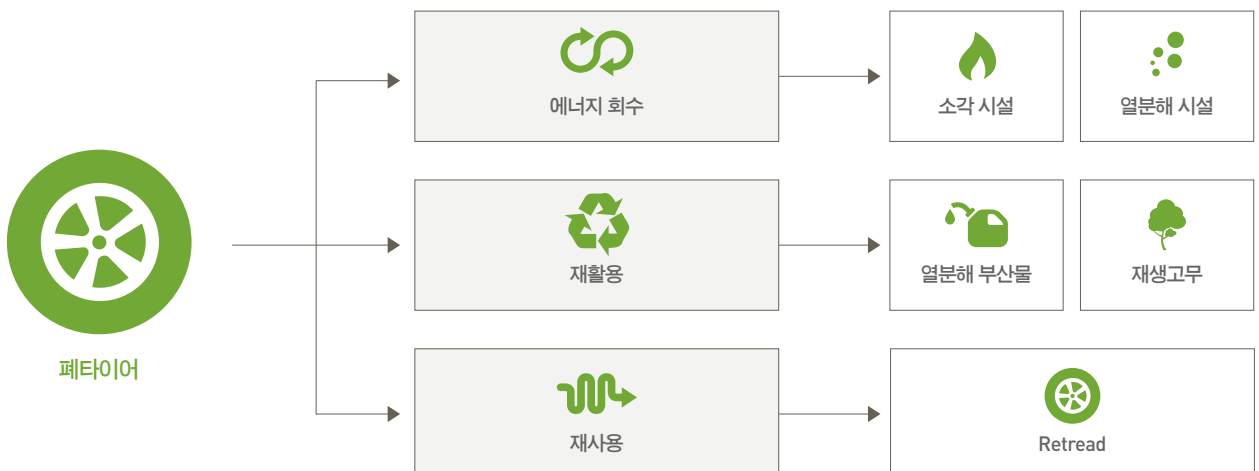 에너지 회수
소각 시설
열분해 시설
재활용
열분해 부산물
재생고무
폐타이어
재사용
Retread